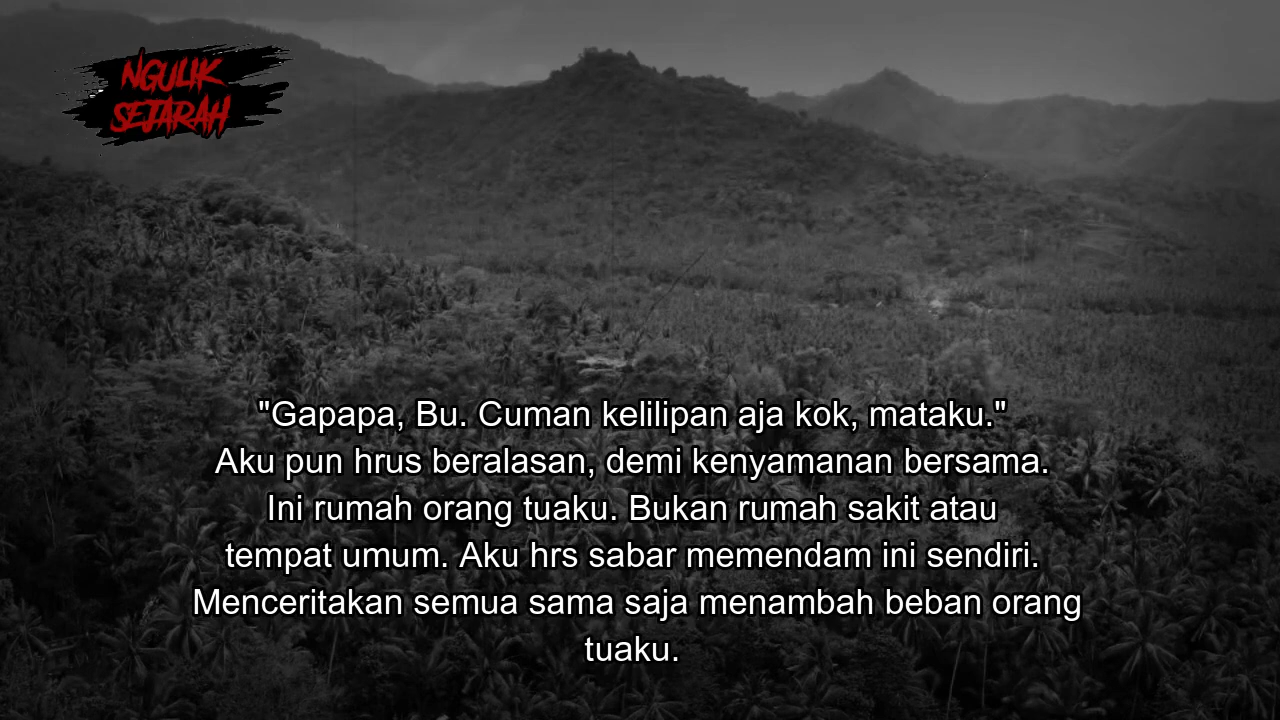 NGULIK
SEJARAH
"Gapapa, Bu. Cuman kelilipan aja kok, mataku."
Aku pun hrus beralasan, demi kenyamanan bersama.
Ini rumah orang tuaku. Bukan rumah sakit atau
tempat umum. Aku hrs sabar memendam ini sendiri.
Menceritakan semua sama saja menambah beban orang
tuaku.